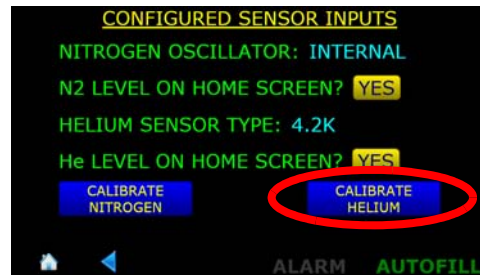 CONFIGURED SENSOR INPUTS
NITROGEN OSCILLATOR: INTERNAL
N2 LEVEL ON HOME SCREEN? YES
HELIUM SENSOR TYPE: 4.2K
He LEVEL ON HOME SCREEN? YES
CALIBRATE
NITROGEN
CALIBRATE
HELIUM
ALARM AUTOFILL